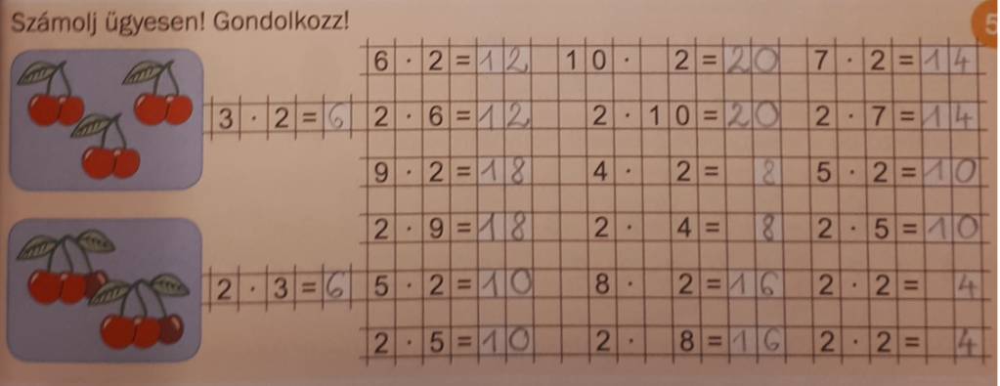 Számolj ügyesen! Gondolkozz!
5
6 · 2 = 12 10 · 2 = 20 7 · 2 = 14
3 · 2 = 6 2 · 6 = 12 2 · 10 = 20 2 · 7 = 14
9 · 2 = 18 4 · 2 = 8 5 · 2 = 10
2 · 9 = 18 2 · 4 = 8 2 · 5 = 10
2 · 3 = 6 5 · 2 = 10 8 · 2 = 16 2 · 2 = 4
2 · 5 = 10 2 · 8 = 16 2 · 2 = 4